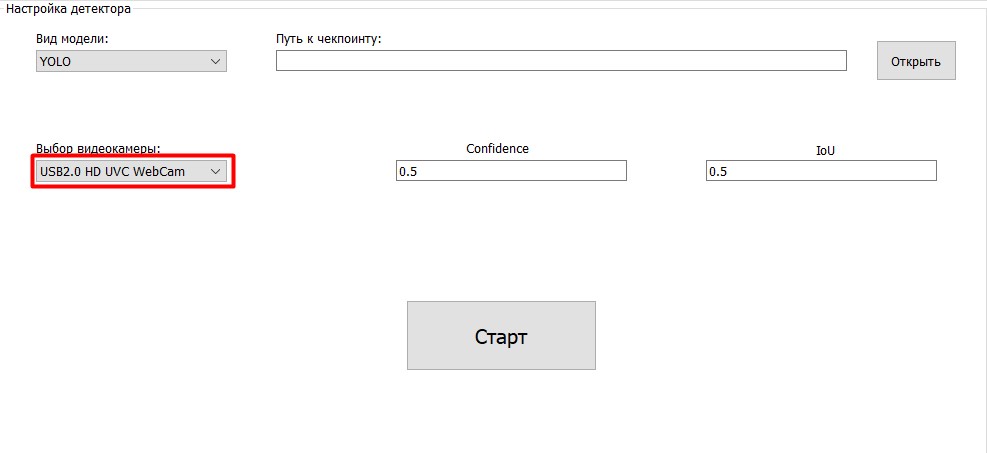 Настройка детектора
Вид модели:
Путь к чекпоинту:
YOLO
Открыть
Выбор видеокамеры:
Confidence
IoU
USB2.0 HD UVC WebCam
0.5
0.5
Старт